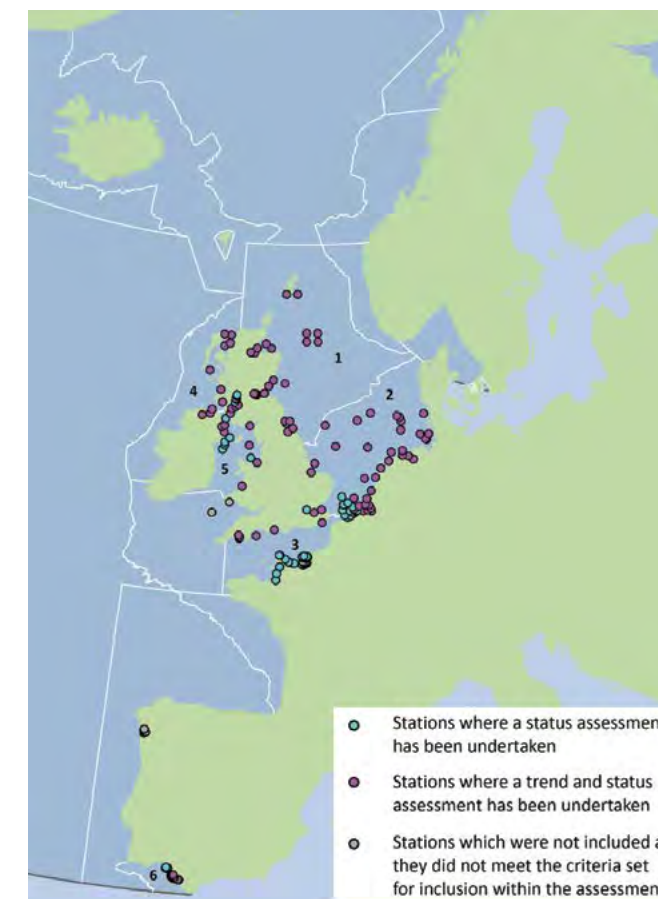 1
2
4
5
3
6
Stations where a status assessmen
has been undertaken
Stations where a trend and status
assessment has been undertaken
Stations which were not included a
they did not meet the criteria set
for inclusion within the assessmen